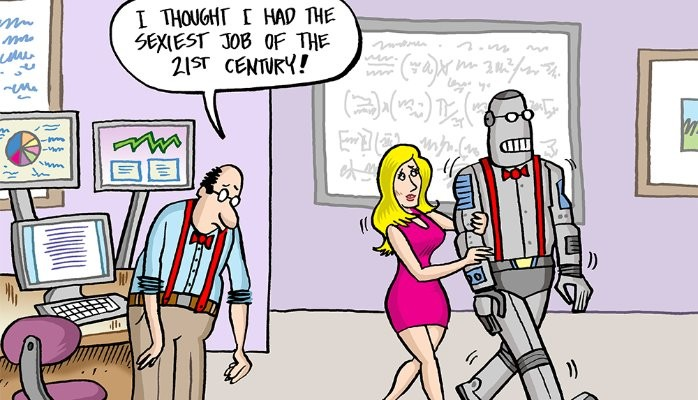 I THOUGHT I HAD THE
SEXIEST JOB OF THE
21ST CENTURY!